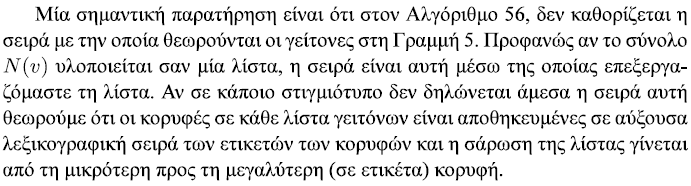 Μία σημαντική παρατήρηση είναι ότι στον Αλγόριθμο 56, δεν καθορίζεται η
σειρά με την οποία θεωρούνται οι γείτονες στη Γραμμή 5. Προφανώς αν το σύνολο
N(v) υλοποιείται σαν μία λίστα, η σειρά είναι αυτή μέσω της οποίας επεξεργα-
ζόμαστε τη λίστα. Αν σε κάποιο στιγμιότυπο δεν δηλώνεται άμεσα η σειρά αυτή
θεωρούμε ότι οι κορυφές σε κάθε λίστα γειτόνων είναι αποθηκευμένες σε αύξουσα
λεξικογραφική σειρά των ετικετών των κορυφών και η σάρωση της λίστας γίνεται
από τη μικρότερη προς τη μεγαλύτερη (σε ετικέτα) κορυφή.